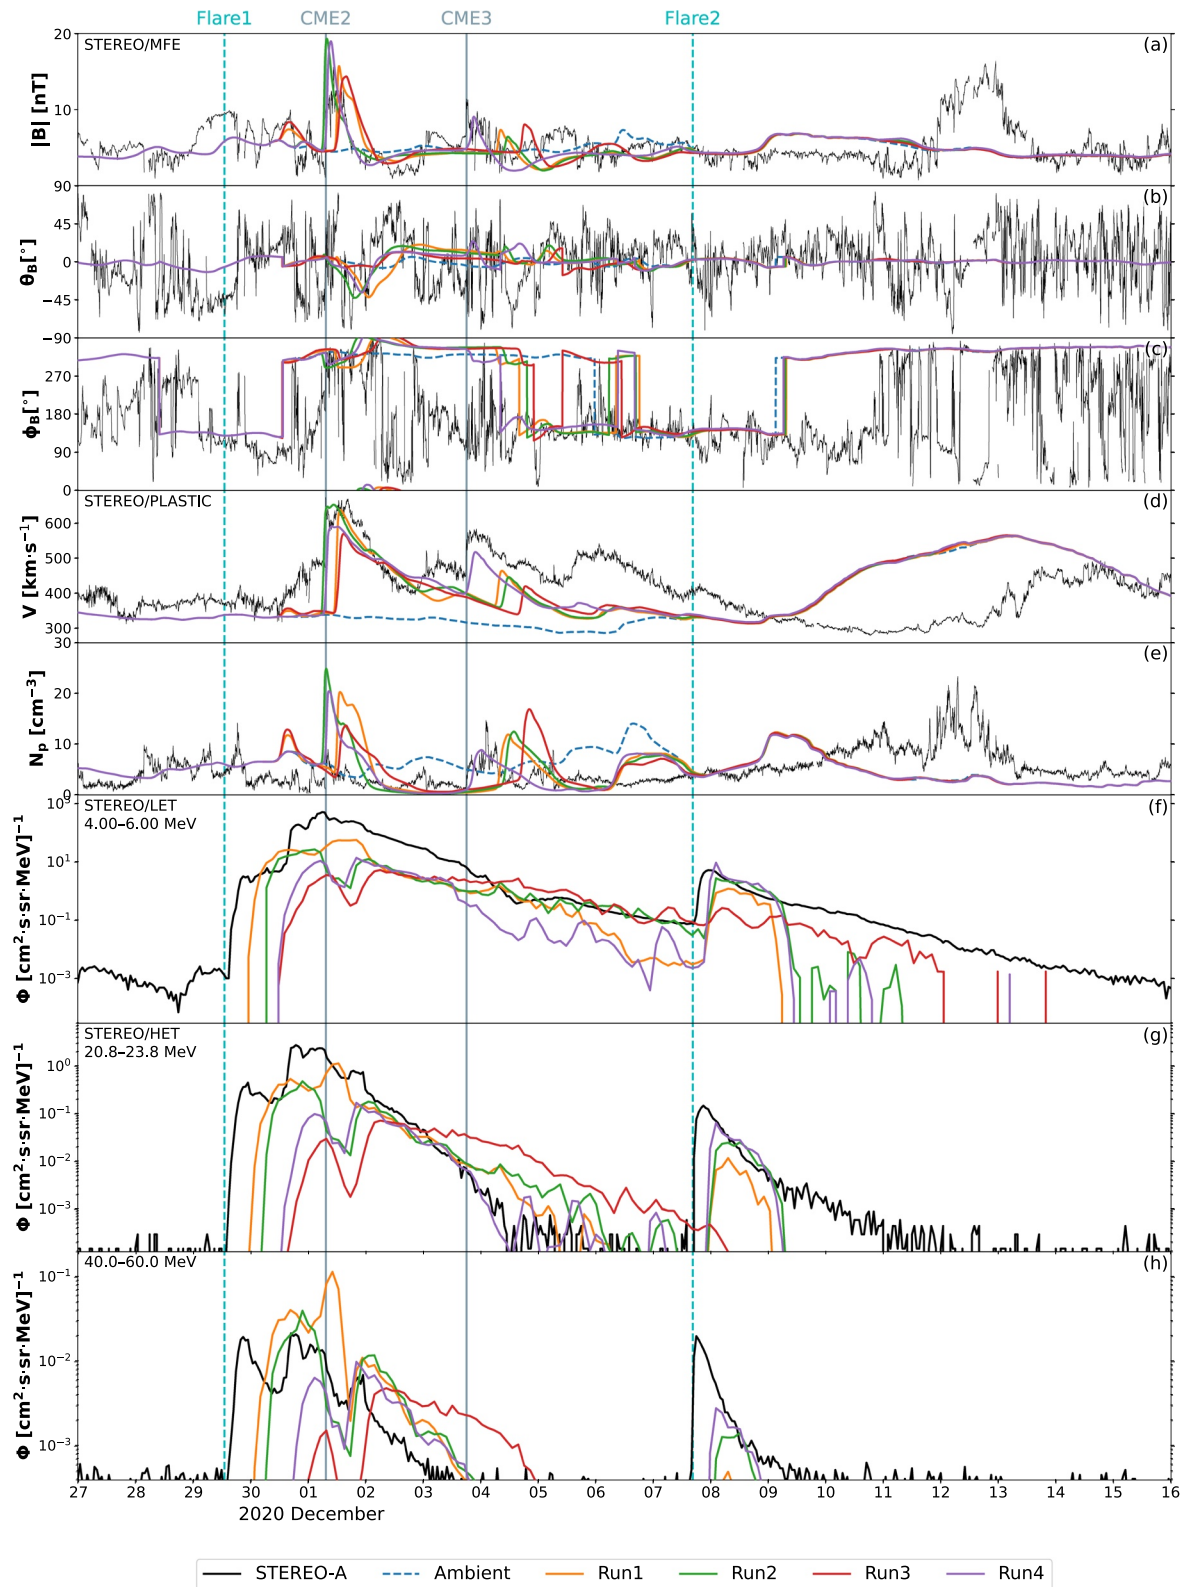 Flare1 CME2 CME3 Flare2
STEREO/MFE (a)
20
10
|B| [nT]
(b)
90
45
0
−45
−90
θ_B[°]
(c)
270
180
90
0
ϕ_B[°]
STEREO/PLASTIC (d)
600
500
400
300
V [km·s⁻¹]
(e)
30
20
10
0
N_p [cm⁻³]
STEREO/LET (f)
4.00–6.00 MeV
10³
10¹
10⁻¹
10⁻³
Φ [cm²·s·sr·MeV]⁻¹
STEREO/HET (g)
20.8–23.8 MeV
10⁰
10⁻¹
10⁻²
10⁻³
Φ [cm²·s·sr·MeV]⁻¹
40.0–60.0 MeV (h)
10⁻¹
10⁻²
10⁻³
Φ [cm²·s·sr·MeV]⁻¹
27 28 29 30 01 02 03 04 05 06 07 08 09 10 11 12 13 14 15 16
2020 December
STEREO-A Ambient Run1 Run2 Run3 Run4